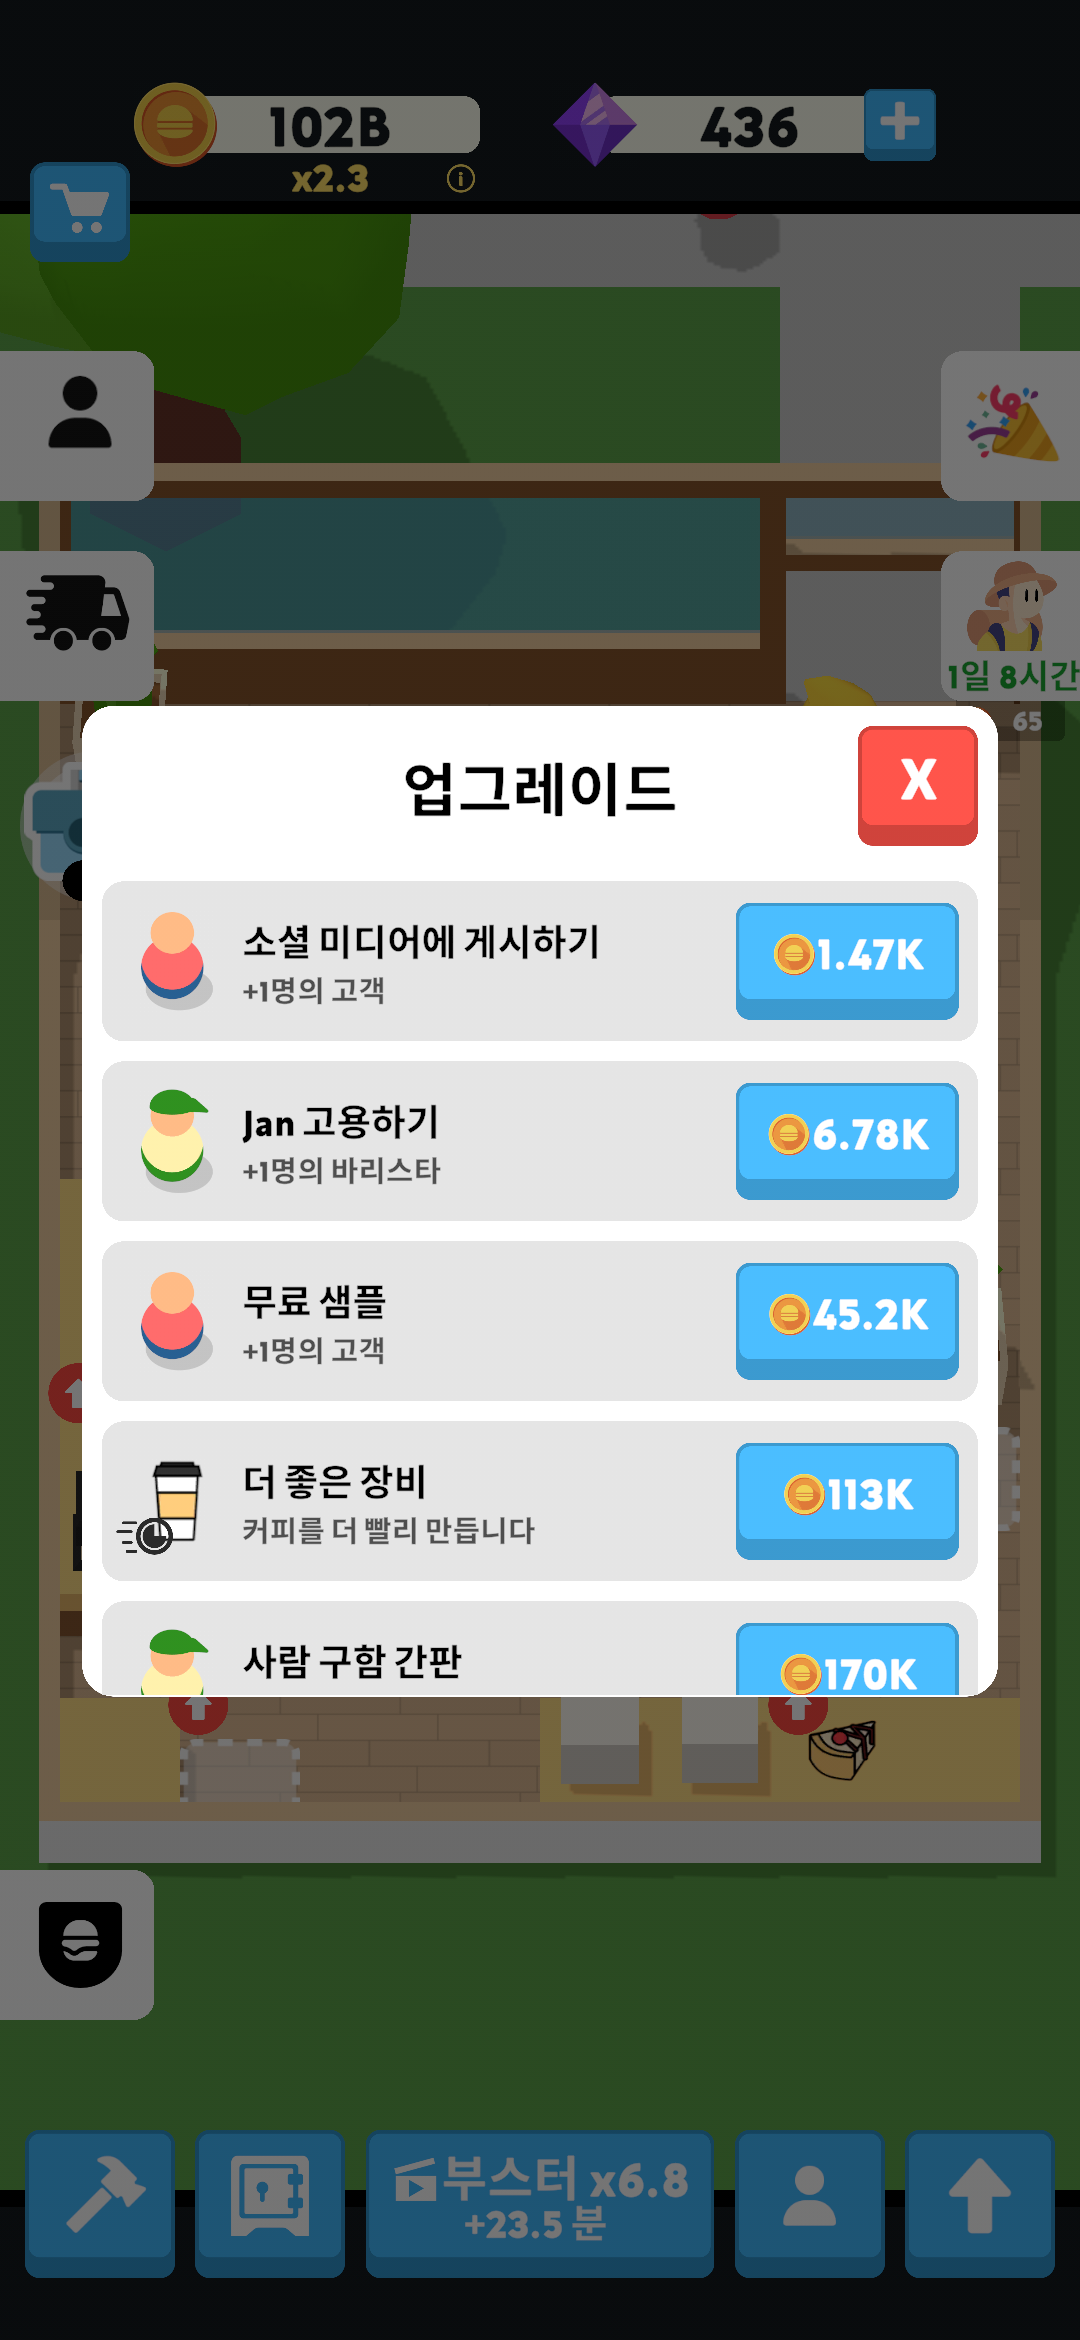 102B
436
x2.3
1일 8시간
65
업그레이드
X
소셜 미디어에 게시하기
+1명의 고객
1.47K
Jan 고용하기
+1명의 바리스타
6.78K
무료 샘플
+1명의 고객
45.2K
더 좋은 장비
커피를 더 빨리 만듭니다
113K
사람 구함 간판
170K
부스터 x6.8
+23.5 분